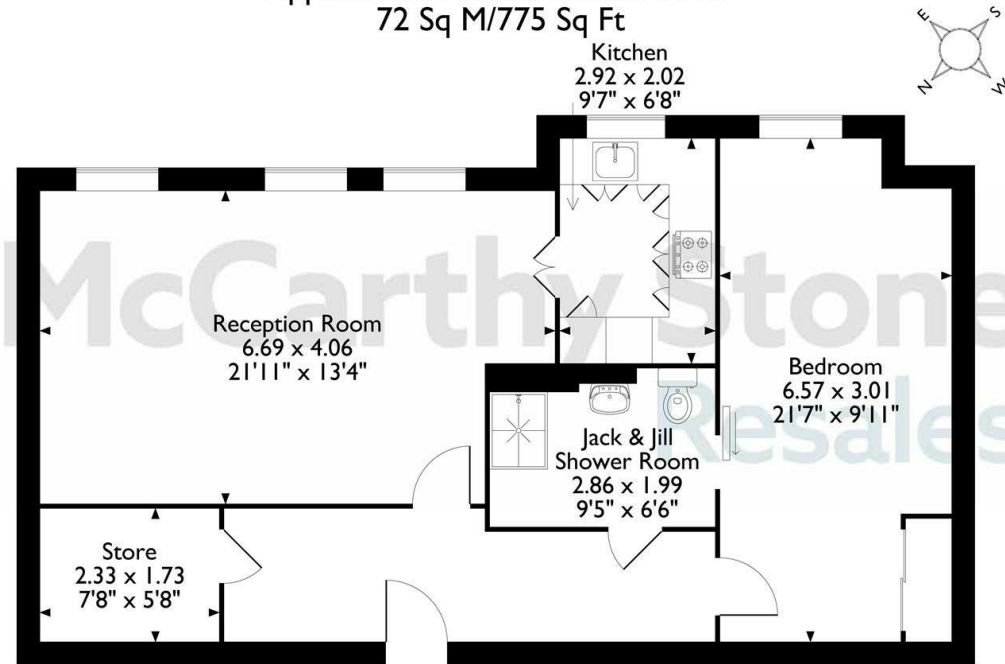 72 Sq M/775 Sq Ft
E
S
N
W
Kitchen
2.92 x 2.02
9'7" x 6'8"
McCarthy Stone
Resales
Reception Room
6.69 x 4.06
21'11" x 13'4"
Bedroom
6.57 x 3.01
21'7" x 9'11"
Jack & Jill
Shower Room
2.86 x 1.99
9'5" x 6'6"
Store
2.33 x 1.73
7'8" x 5'8"